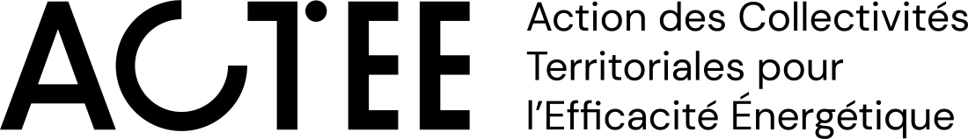 ACTEE
Action des Collectivités
Territoriales pour
l’Efficacité Énergétique